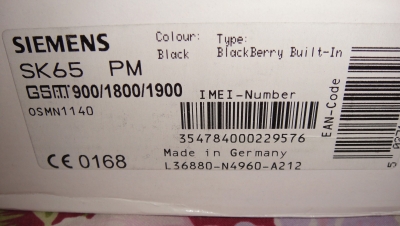 SIEMENS
Colour: Type:
Black BlackBerry Built-In
SK65 PM
GSM 900/1800/1900
IMEI-Number
OSMN1140
354784000229576
CE 0168
Made in Germany
L36880-N4960-A212
EAN-Code